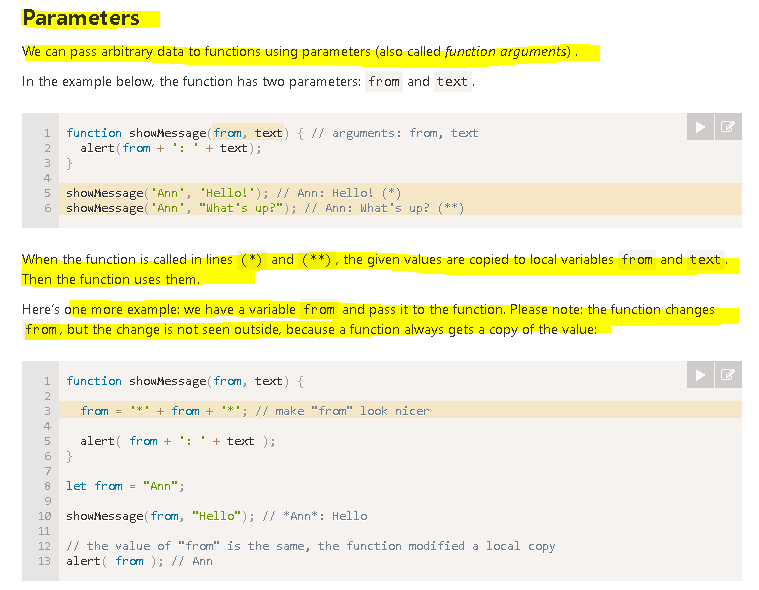 Parameters
We can pass arbitrary data to functions using parameters (also called function arguments) .
In the example below, the function has two parameters: from and text.
1 function showMessage(from, text) { // arguments: from, text
2 alert(from + ': ' + text);
3 }
4
5 showMessage('Ann', 'Hello!'); // Ann: Hello! (*)
6 showMessage('Ann', "What's up?"); // Ann: What's up? (**)
When the function is called in lines (*) and (**), the given values are copied to local variables from and text.
Then the function uses them.
Here's one more example: we have a variable from and pass it to the function. Please note: the function changes
from, but the change is not seen outside, because a function always gets a copy of the value:
1 function showMessage(from, text) {
2
3 from = '*' + from + '*'; // make "from" look nicer
4
5 alert( from + ': ' + text );
6 }
7
8 let from = "Ann";
9
10 showMessage(from, "Hello"); // *Ann*: Hello
11
12 // the value of "from" is the same, the function modified a local copy
13 alert( from ); // Ann